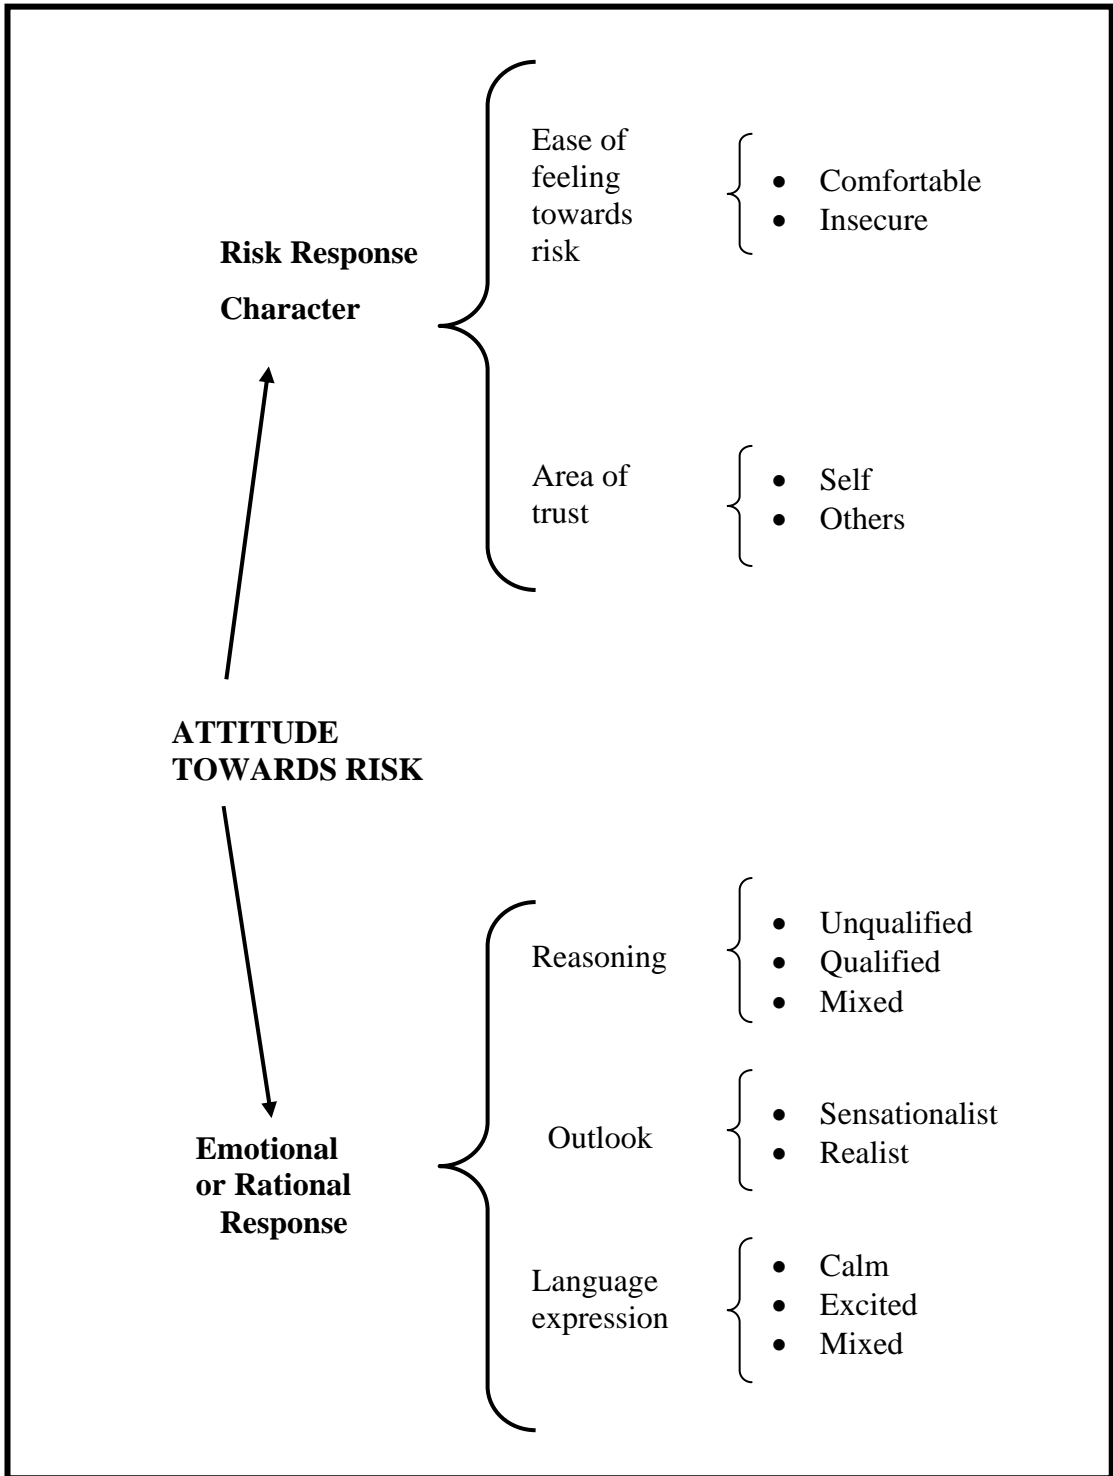 Risk Response
Character
Ease of
feeling
towards
risk
• Comfortable
• Insecure
Area of
trust
• Self
• Others
ATTITUDE
TOWARDS RISK
Emotional
or Rational
Response
Reasoning
• Unqualified
• Qualified
• Mixed
Outlook
• Sensationalist
• Realist
Language
expression
• Calm
• Excited
• Mixed